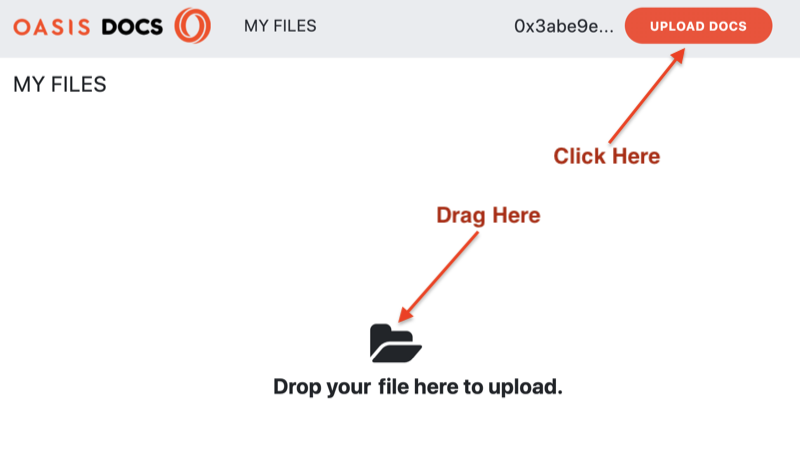 OASIS DOCS MY FILES 0x3abe9e... UPLOAD DOCS
MY FILES
Click Here
Drag Here
Drop your file here to upload.